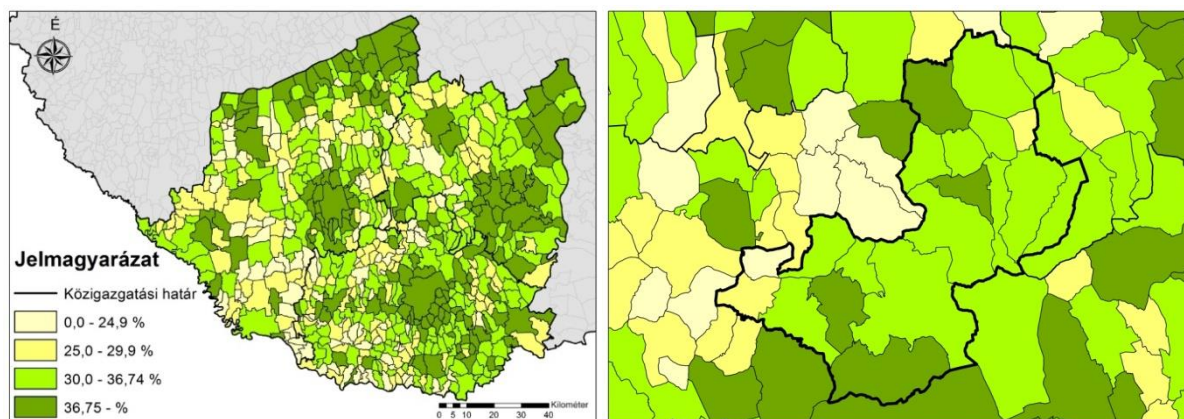 É
Jelmagyarázat
Közigazgatási határ
0,0 - 24,9 %
25,0 - 29,9 %
30,0 - 36,74 %
36,75 - %
Kilométer
0 5 10 20 30 40